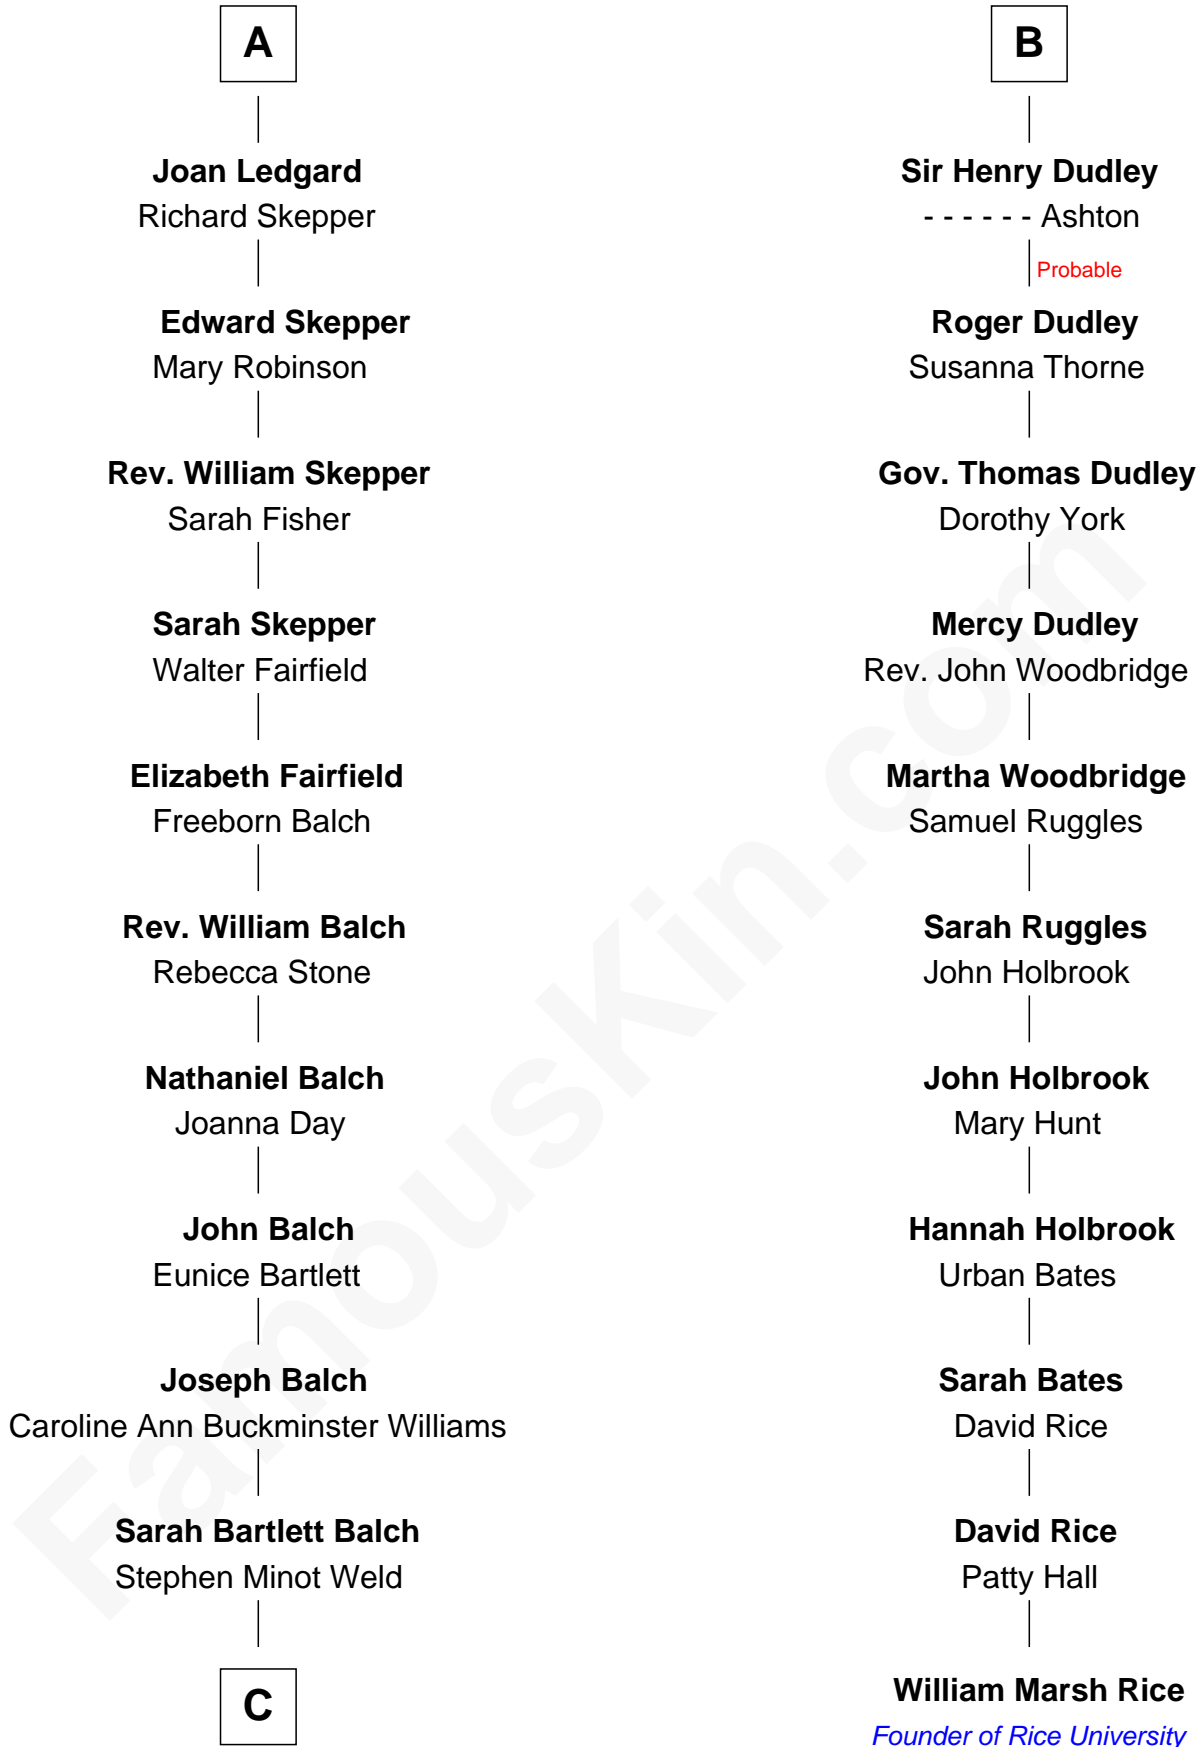 A
Joan Ledgard
Richard Skepper
Edward Skepper
Mary Robinson
Rev. William Skepper
Sarah Fisher
Sarah Skepper
Walter Fairfield
Elizabeth Fairfield
Freeborn Balch
Rev. William Balch
Rebecca Stone
Nathaniel Balch
Joanna Day
John Balch
Eunice Bartlett
Joseph Balch
Caroline Ann Buckminster Williams
Sarah Bartlett Balch
Stephen Minot Weld
C
B
Sir Henry Dudley
- - - - - - Ashton
Probable
Roger Dudley
Susanna Thorne
Gov. Thomas Dudley
Dorothy York
Mercy Dudley
Rev. John Woodbridge
Martha Woodbridge
Samuel Ruggles
Sarah Ruggles
John Holbrook
John Holbrook
Mary Hunt
Hannah Holbrook
Urban Bates
Sarah Bates
David Rice
David Rice
Patty Hall
William Marsh Rice
Founder of Rice University
FamousKin.com